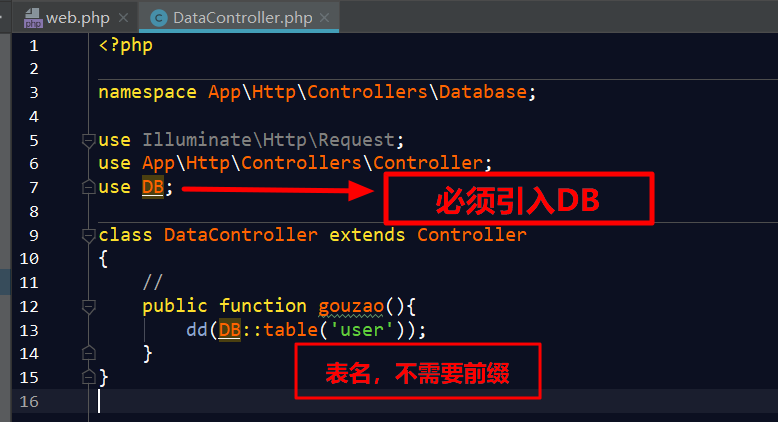 web.php
DataController.php
1 <?php
2
3 namespace App\Http\Controllers\Database;
4
5 use Illuminate\Http\Request;
6 use App\Http\Controllers\Controller;
7 use DB; 必须引入DB
8
9 class DataController extends Controller
10 {
11 //
12 public function gouzao(){
13 dd(DB::table('user'));
14 }
表名，不需要前缀
15 }
16